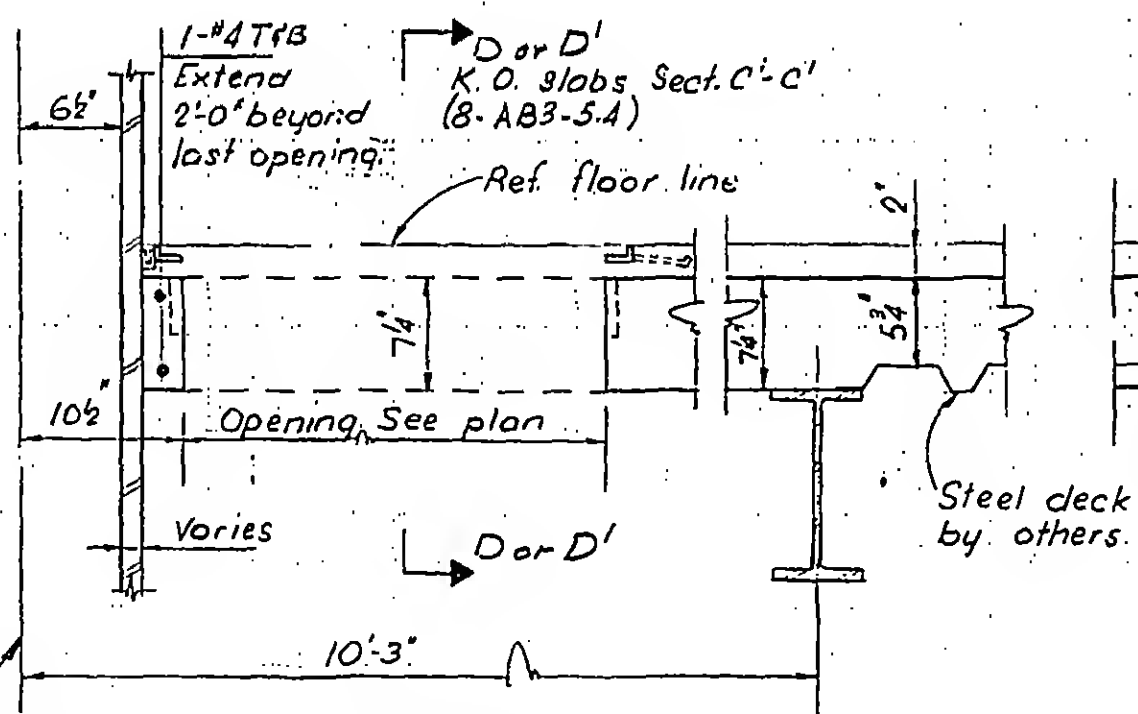 1-#4 T&B
Extend
2'-0" beyond
last opening.
D or D'
K.O. slabs Sect. C'-C'
(8-AB3-5.4)
6½"
Ref. floor line
2"
7¼"
7¼"
5¾"
10½"
Opening See plan
Varies
D or D'
Steel deck
by others.
10'-3"